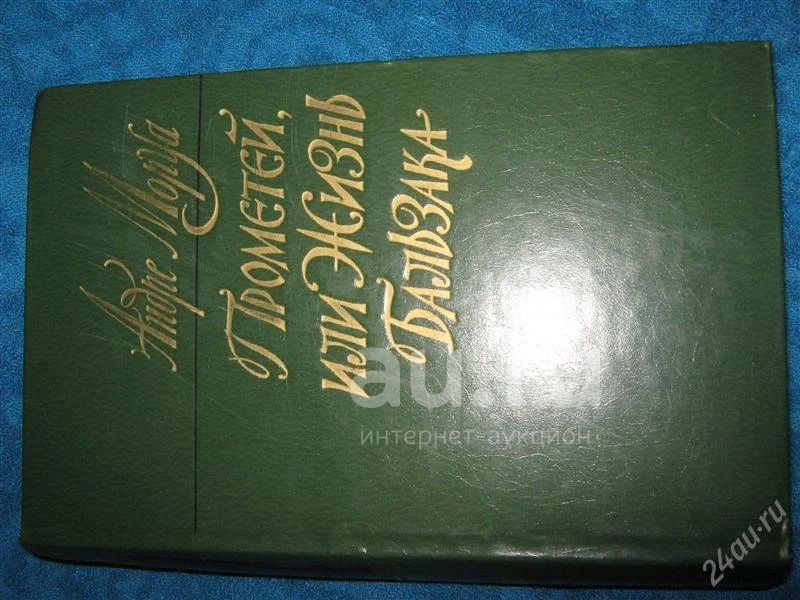 Андре Моруа
Прометей,
или Жизнь
Бальзака
au.ru
интернет-аукцион
24au.ru